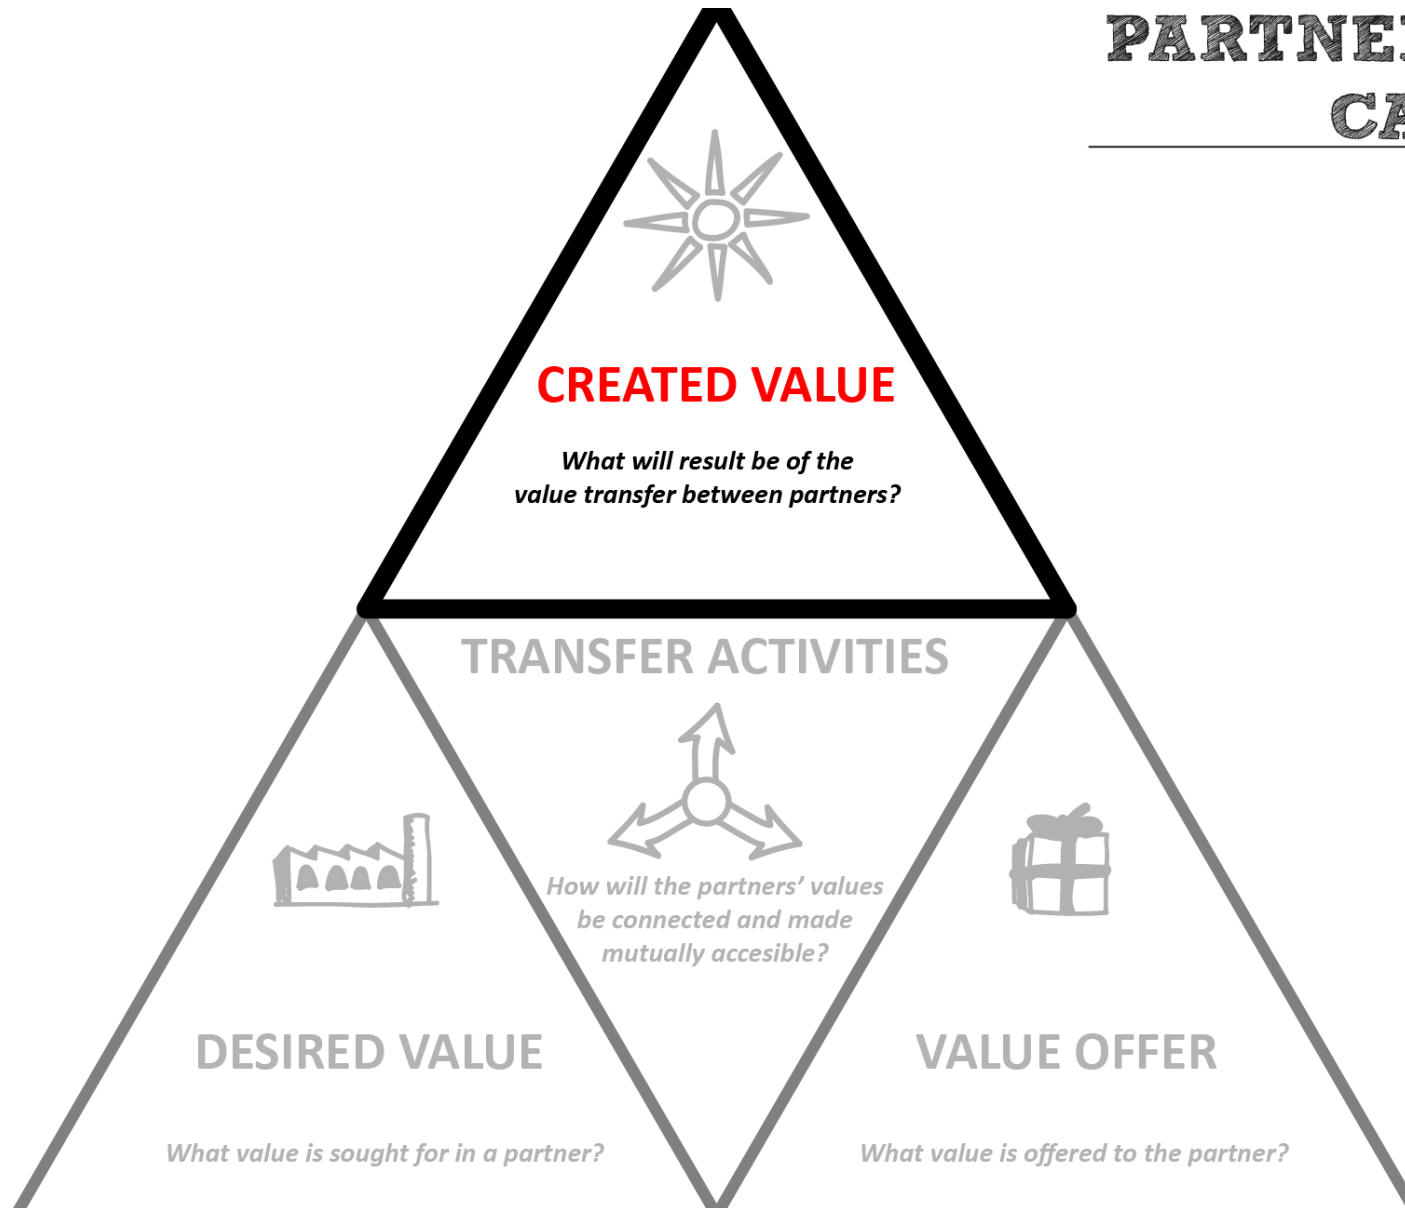 CREATED VALUE
What will result be of the
value transfer between partners?
TRANSFER ACTIVITIES
How will the partners’ values
be connected and made
mutually accesible?
DESIRED VALUE
What value is sought for in a partner?
VALUE OFFER
What value is offered to the partner?